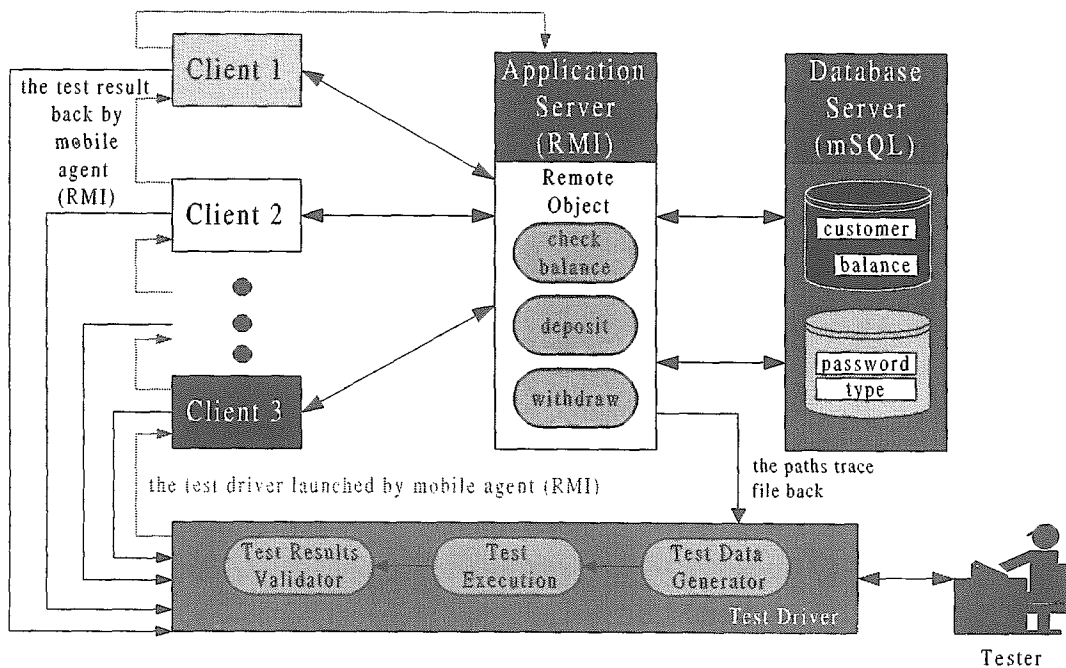 Client 1
the test result
back by
mobile
agent
(RMI)
Client 2
Client 3
Application
Server
(RMI)
Remote
Object
check
balance
deposit
withdraw
Database
Server
(mSQL)
customer
balance
password
type
the paths trace
file back
the test driver launched by mobile agent (RMI)
Test Results
Validator
Test
Execution
Test Data
Generator
Test Driver
Tester